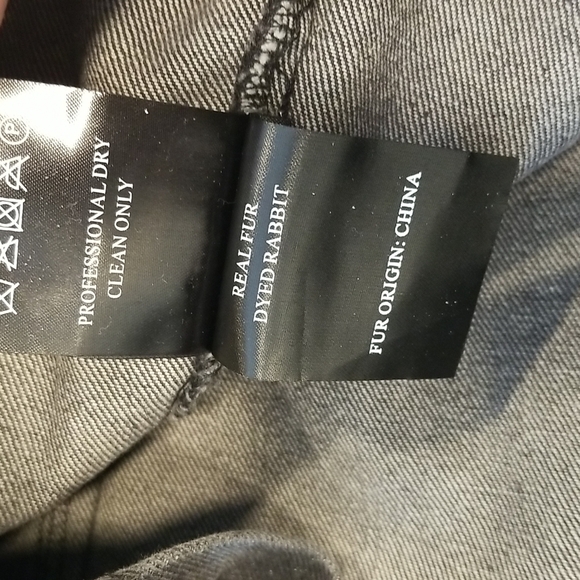 P
PROFESSIONAL DRY
CLEAN ONLY
REAL FUR
DYED RABBIT
FUR ORIGIN: CHINA